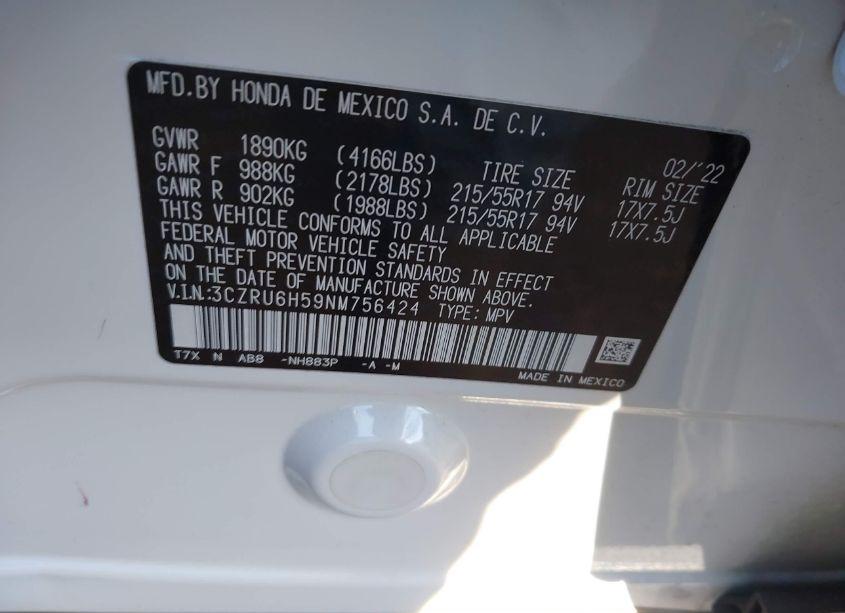 MFD.BY HONDA DE MEXICO S.A. DE C.V.
02/'22
GVWR 1890KG (4166LBS) TIRE SIZE RIM SIZE
GAWR F 988KG (2178LBS) 215/55R17 94V 17X7.5J
GAWR R 902KG (1988LBS) 215/55R17 94V 17X7.5J
THIS VEHICLE CONFORMS TO ALL APPLICABLE
FEDERAL MOTOR VEHICLE SAFETY
AND THEFT PREVENTION STANDARDS IN EFFECT
ON THE DATE OF MANUFACTURE SHOWN ABOVE.
V.I.N.:3CZRU6H59NM756424 TYPE: MPV
T7X N AB8 -NH883P -A -M
MADE IN MEXICO